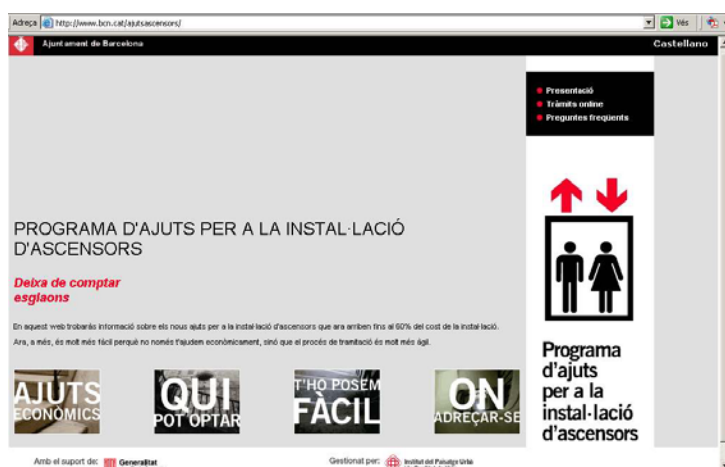 Adreça http://www.bcn.cat/ajutsascensors/ Vés
Ajuntament de Barcelona Castellano
Presentació
Tràmits online
Preguntes freqüents
PROGRAMA D'AJUTS PER A LA INSTAL·LACIÓ
D'ASCENSORS
Deixa de comptar
esglaons
En aquest web trobaràs informació sobre els nous ajuts per a la instal·lació d'ascensors que ara arriben fins al 60% del cost de la instal·lació.
Ara, a més, és molt més fàcil perquè no només t'ajudem econòmicament, sinó que el procés de tramitació és molt més àgil.
AJUTS
ECONÒMICS
QUI
POT OPTAR
T'HO POSEM
FÀCIL
ON
ADREÇAR-SE
Programa
d'ajuts
per a la
instal·lació
d'ascensors
Amb el suport de: Generalitat
Gestionat per: Institut del Paisatge Urbà